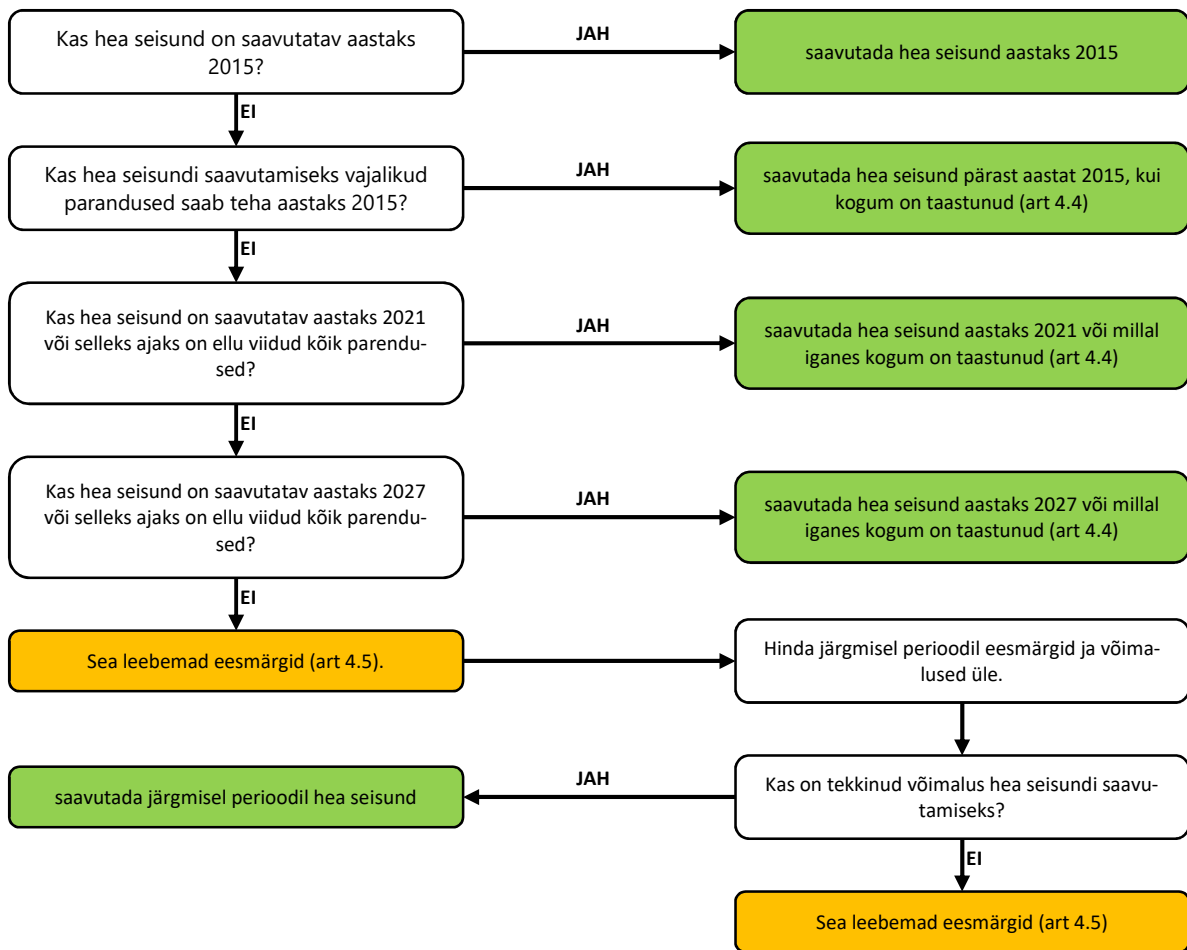 Kas hea seisund on saavutatav aastaks
2015?
JAH
saavutada hea seisund aastaks 2015
EI
Kas hea seisundi saavutamiseks vajalikud
parandused saab teha aastaks 2015?
JAH
saavutada hea seisund pärast aastat 2015, kui
kogum on taastunud (art 4.4)
EI
Kas hea seisund on saavutatav aastaks 2021
või selleks ajaks on ellu viidud kõik parendu-
sed?
JAH
saavutada hea seisund aastaks 2021 või millal
iganes kogum on taastunud (art 4.4)
EI
Kas hea seisund on saavutatav aastaks 2027
või selleks ajaks on ellu viidud kõik parendu-
sed?
JAH
saavutada hea seisund aastaks 2027 või millal
iganes kogum on taastunud (art 4.4)
EI
Sea leebemad eesmärgid (art 4.5).
Hinda järgmisel perioodil eesmärgid ja võima-
lused üle.
Kas on tekkinud võimalus hea seisundi saavu-
tamiseks?
JAH
saavutada järgmisel perioodil hea seisund
EI
Sea leebemad eesmärgid (art 4.5)